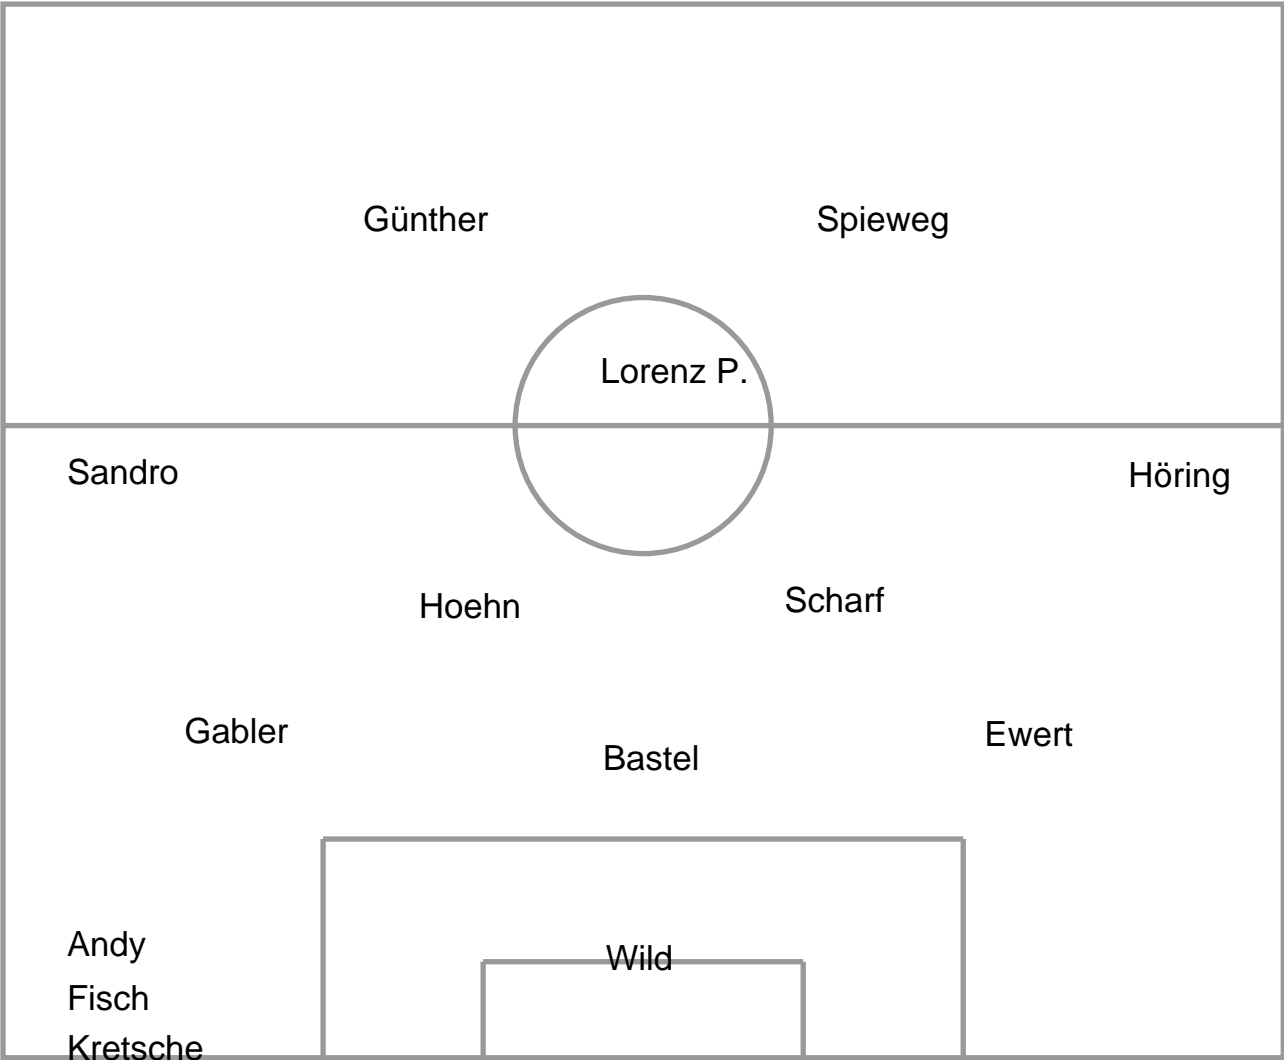 Günther Spieweg
Lorenz P.
Sandro Höring
Hoehn Scharf
Gabler Ewert
Bastel
Andy
Wild
Fisch
Kretsche